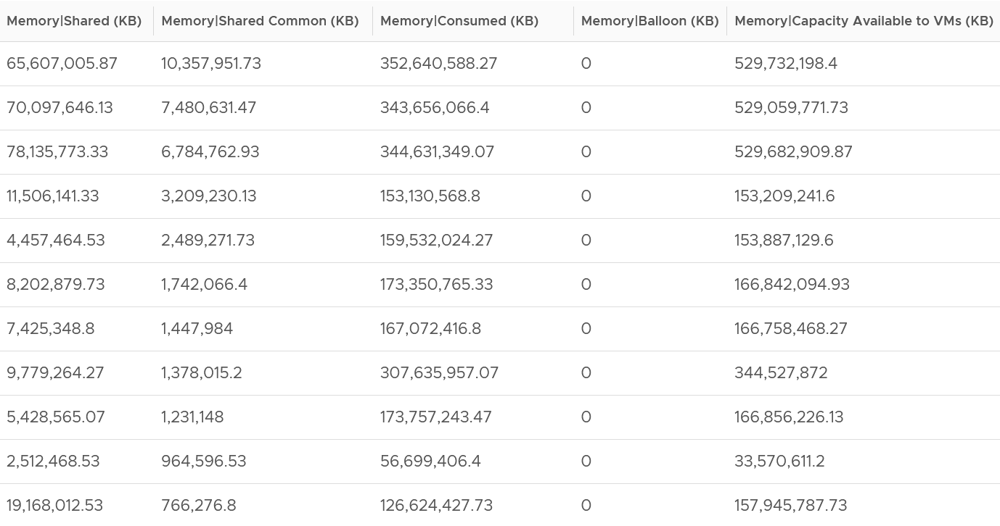 Memory|Shared (KB) Memory|Shared Common (KB) Memory|Consumed (KB) Memory|Balloon (KB) Memory|Capacity Available to VMs (KB)
65,607,005.87 10,357,951.73 352,640,588.27 0 529,732,198.4
70,097,646.13 7,480,631.47 343,656,066.4 0 529,059,771.73
78,135,773.33 6,784,762.93 344,631,349.07 0 529,682,909.87
11,506,141.33 3,209,230.13 153,130,568.8 0 153,209,241.6
4,457,464.53 2,489,271.73 159,532,024.27 0 153,887,129.6
8,202,879.73 1,742,066.4 173,350,765.33 0 166,842,094.93
7,425,348.8 1,447,984 167,072,416.8 0 166,758,468.27
9,779,264.27 1,378,015.2 307,635,957.07 0 344,527,872
5,428,565.07 1,231,148 173,757,243.47 0 166,856,226.13
2,512,468.53 964,596.53 56,699,406.4 0 33,570,611.2
19,168,012.53 766,276.8 126,624,427.73 0 157,945,787.73